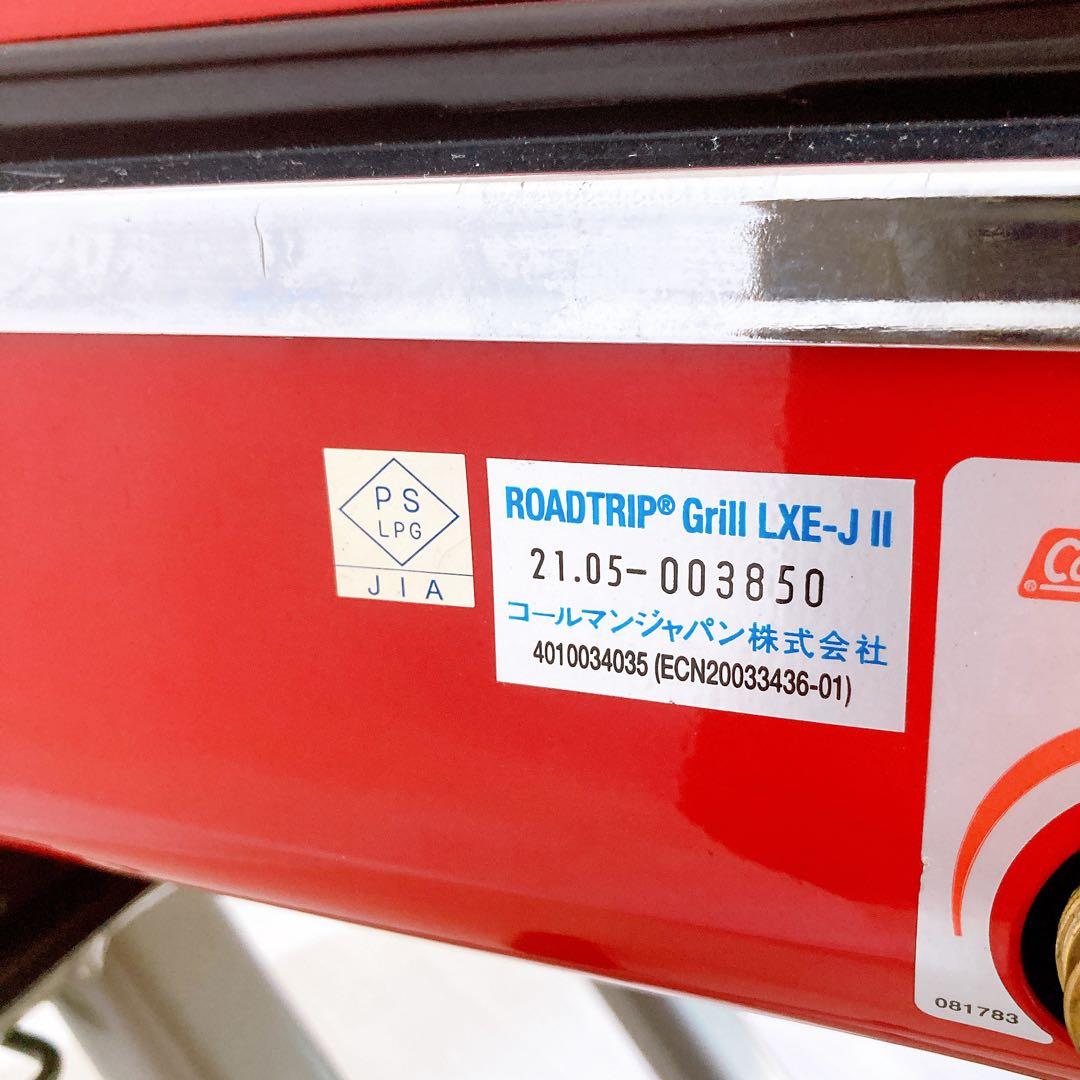 PS
LPG
JIA
ROADTRIP® Grill LXE-J II
21.05-003850
コールマンジャパン株式会社
4010034035 (ECN20033436-01)
®
081783